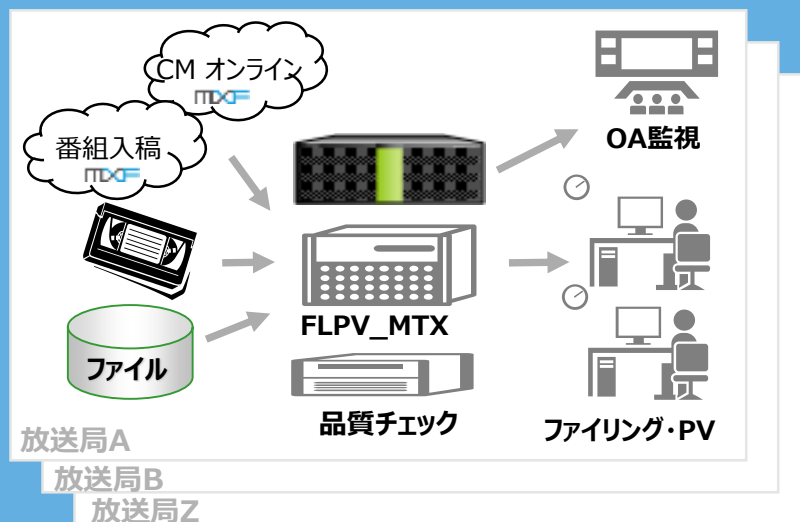 CM オンライン
MXF
番組入稿
MXF
OA監視
FLPV_MTX
ファイル
品質チェック
ファイリング・PV
放送局A
放送局B
放送局Z